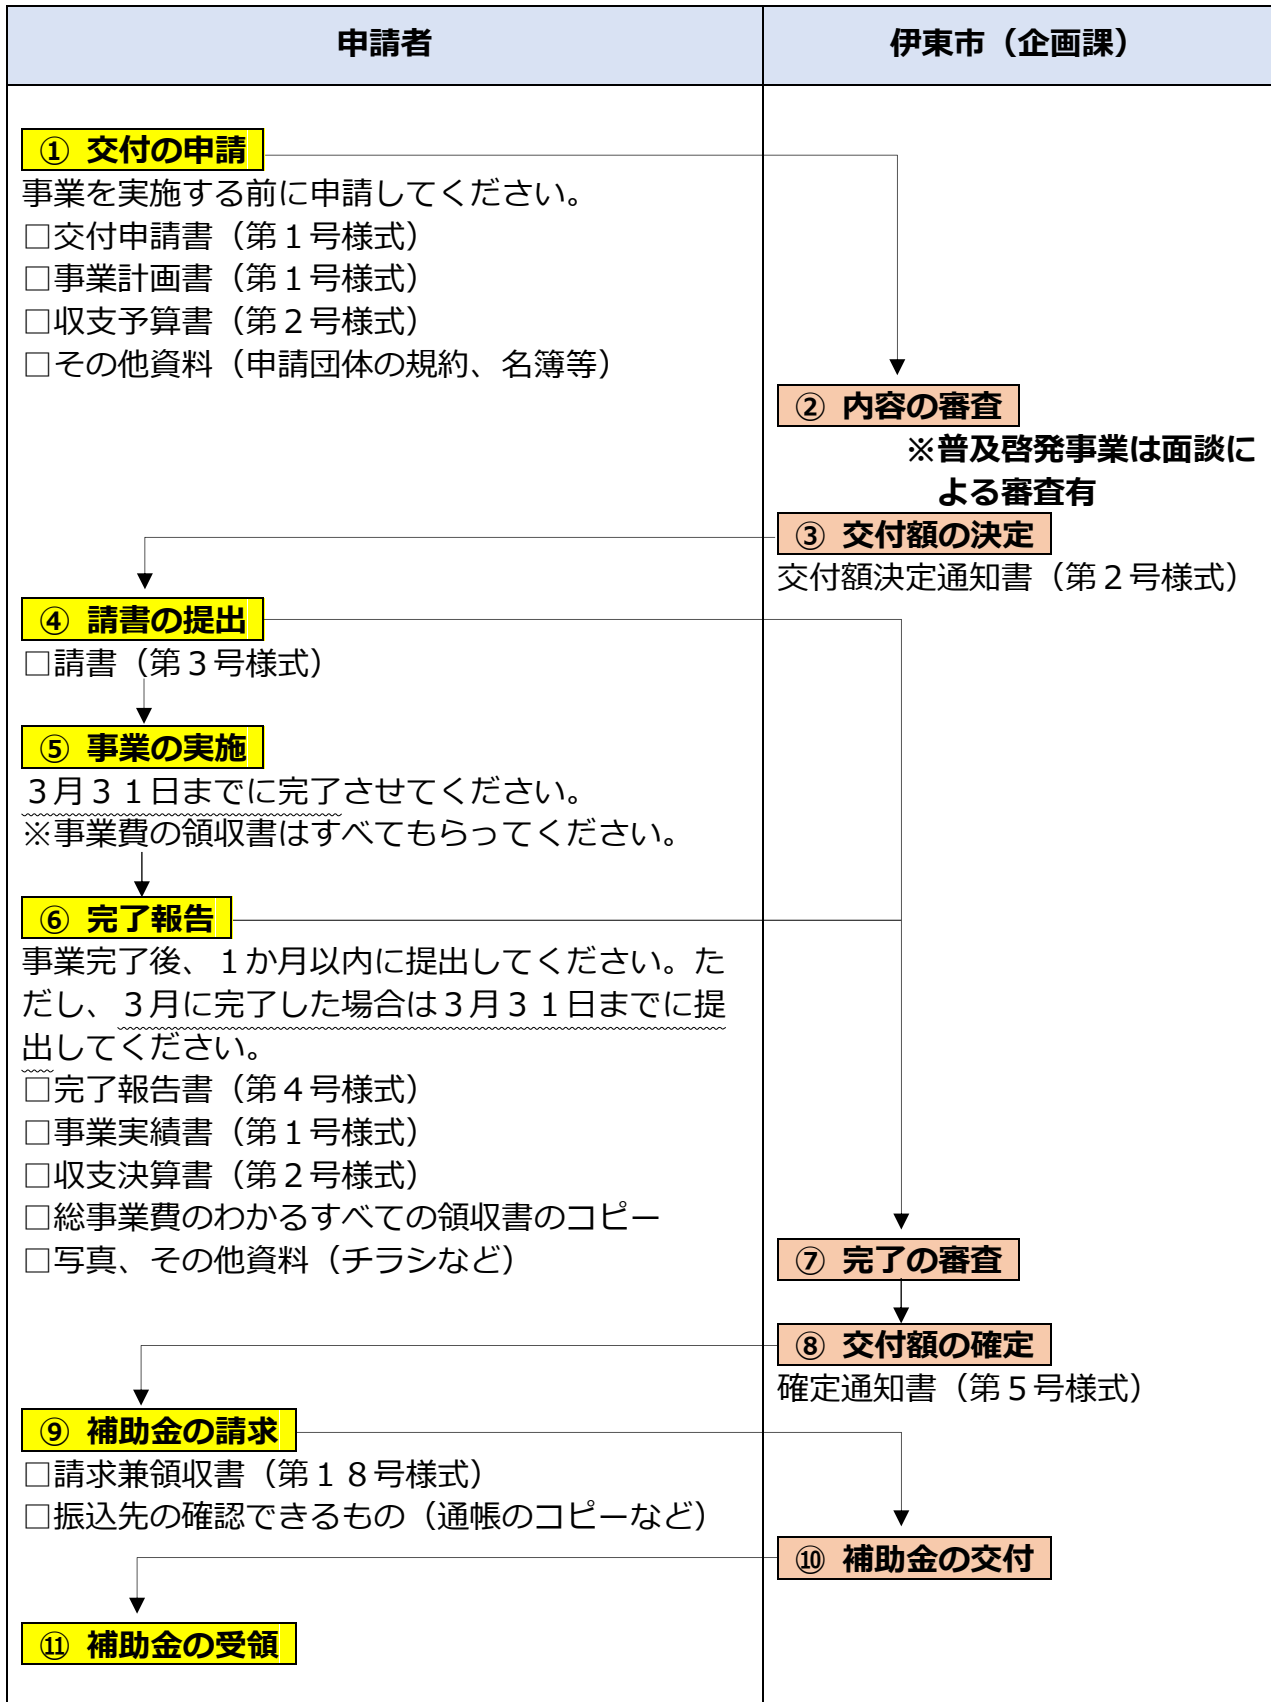 申請者
伊東市（企画課）
① 交付の申請
事業を実施する前に申請してください。
□交付申請書（第１号様式）
□事業計画書（第１号様式）
□収支予算書（第２号様式）
□その他資料（申請団体の規約、名簿等）
② 内容の審査
※普及啓発事業は面談に
よる審査有
③ 交付額の決定
交付額決定通知書（第２号様式）
④ 請書の提出
□請書（第３号様式）
⑤ 事業の実施
３月３１日までに完了させてください。
※事業費の領収書はすべてもらってください。
⑥ 完了報告
事業完了後、１か月以内に提出してください。た
だし、３月に完了した場合は３月３１日までに提
出してください。
□完了報告書（第４号様式）
□事業実績書（第１号様式）
□収支決算書（第２号様式）
□総事業費のわかるすべての領収書のコピー
□写真、その他資料（チラシなど）
⑦ 完了の審査
⑧ 交付額の確定
確定通知書（第５号様式）
⑨ 補助金の請求
□請求兼領収書（第１８号様式）
□振込先の確認できるもの（通帳のコピーなど）
⑩ 補助金の交付
⑪ 補助金の受領